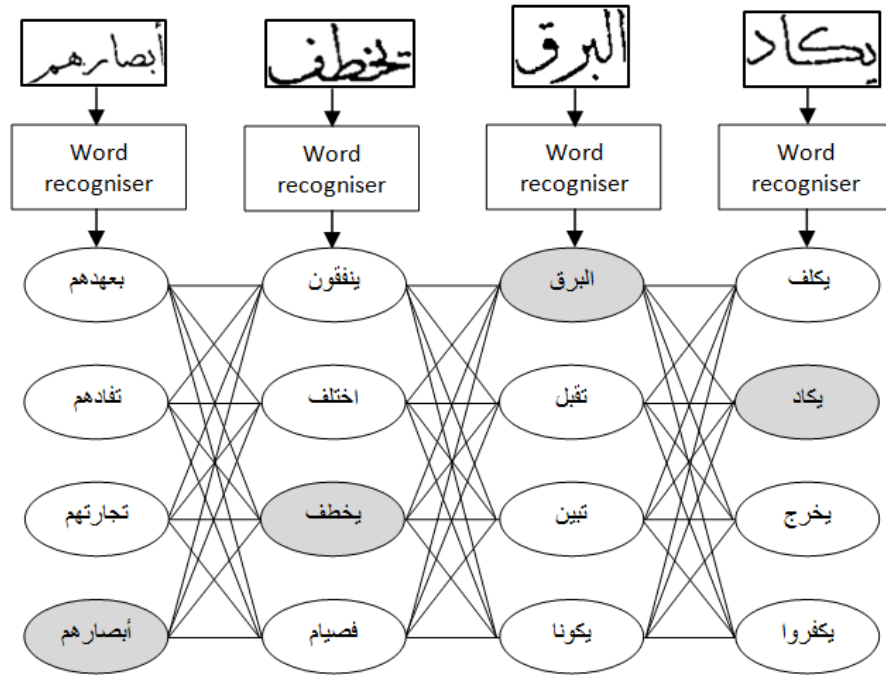 يكاد البرق يخطف أبصارهم
Word Word Word Word
recogniser recogniser recogniser recogniser
يكلف البرق ينفقون بعهدهم
يكاد تقبل اختلف تفادهم
يخرج تبين يخطف تجارتهم
يكفروا يكونا فصيام أبصارهم